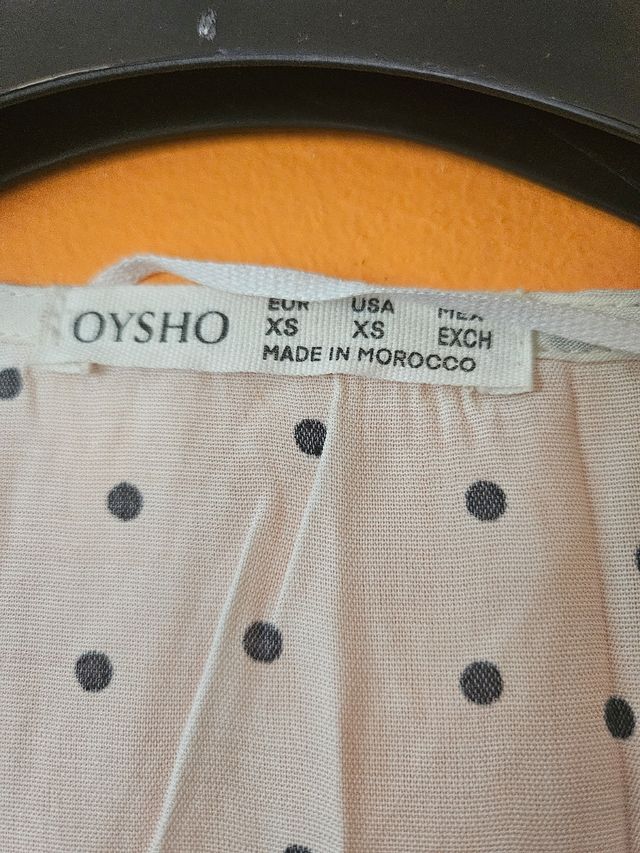 OYSHO
EUR USA MEX
XS XS EXCH
MADE IN MOROCCO